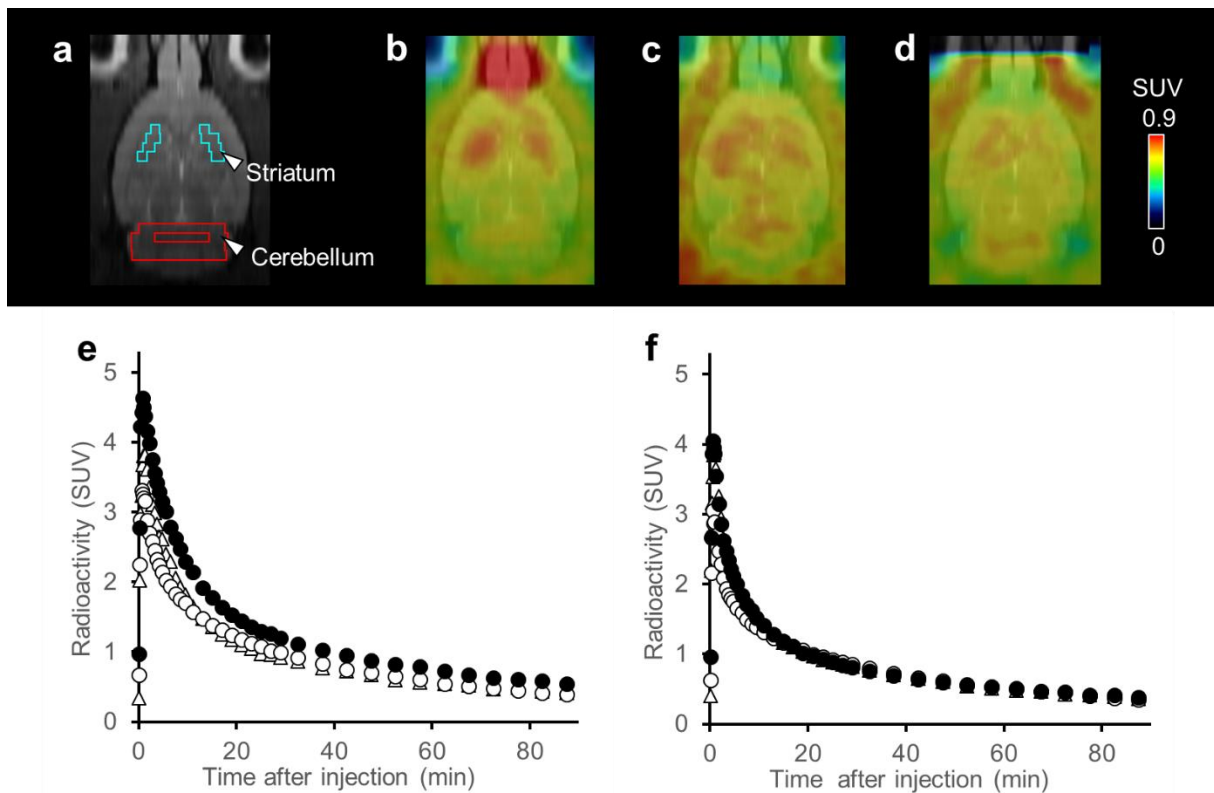 a
b
c
d
Striatum
Cerebellum
SUV
0.9
0
e
5
4
3
2
1
0
Radioactivity (SUV)
0 20 40 60 80
Time after injection (min)
f
5
4
3
2
1
0
Radioactivity (SUV)
0 20 40 60 80
Time after injection (min)